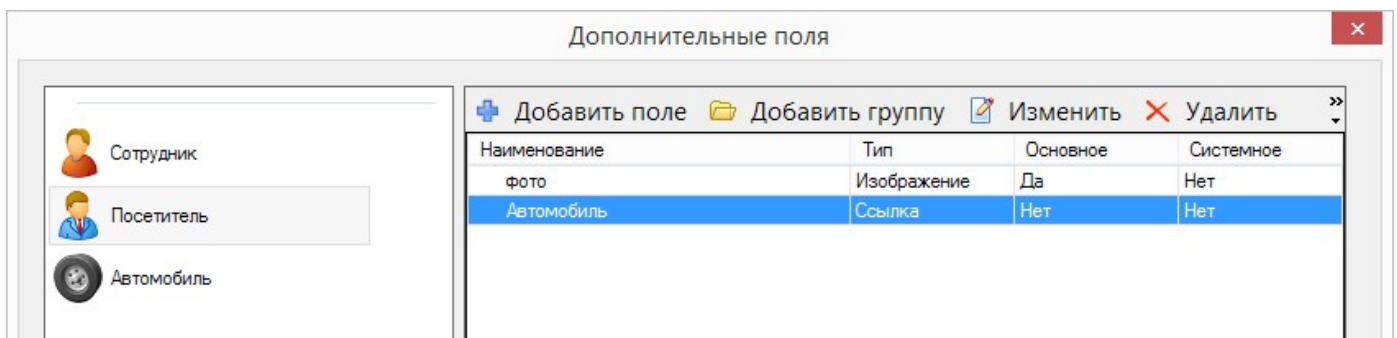 Дополнительные поля
Сотрудник
Посетитель
Автомобиль
Добавить поле Добавить группу Изменить Удалить
Наименование Тип Основное Системное
фото Изображение Да Нет
Автомобиль Ссылка Нет Нет